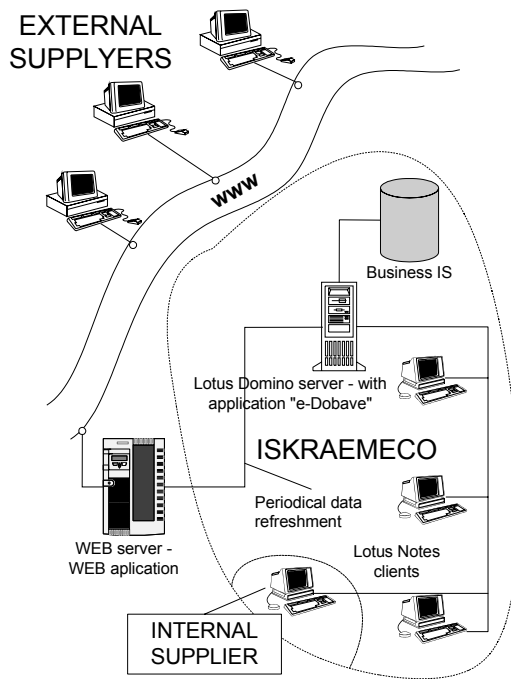 EXTERNAL
SUPPLYERS
WWW
Business IS
Lotus Domino server - with
application "e-Dobave"
ISKRAEMECO
Periodical data
refreshment
WEB server -
WEB aplication
Lotus Notes
clients
INTERNAL
SUPPLIER